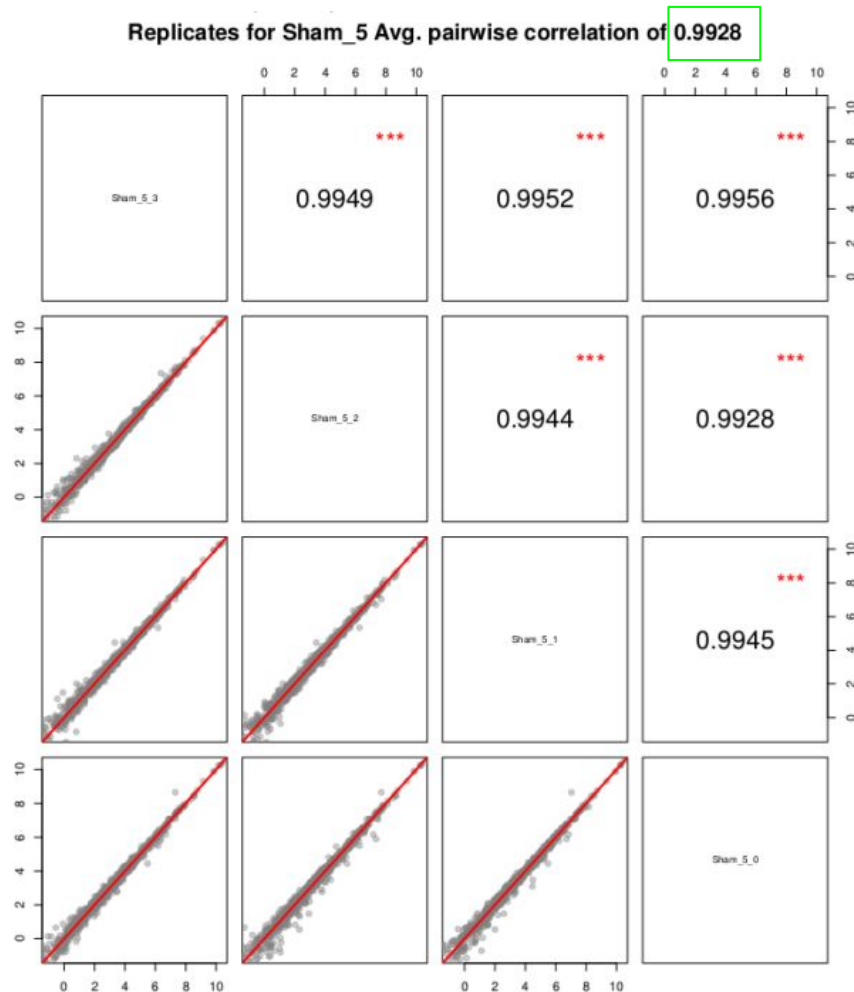 Replicates for Sham_5 Avg. pairwise correlation of 0.9928
0 2 4 6 8 10 0 2 4 6 8 10
Sham_5_3 *** 0.9949 *** 0.9952 *** 0.9956 0 2 4 6 8 10
0 2 4 6 8 10 Sham_5_2 *** 0.9944 *** 0.9928
Sham_5_1 *** 0.9945 0 2 4 6 8 10
0 2 4 6 8 10 Sham_5_0
0 2 4 6 8 10 0 2 4 6 8 10